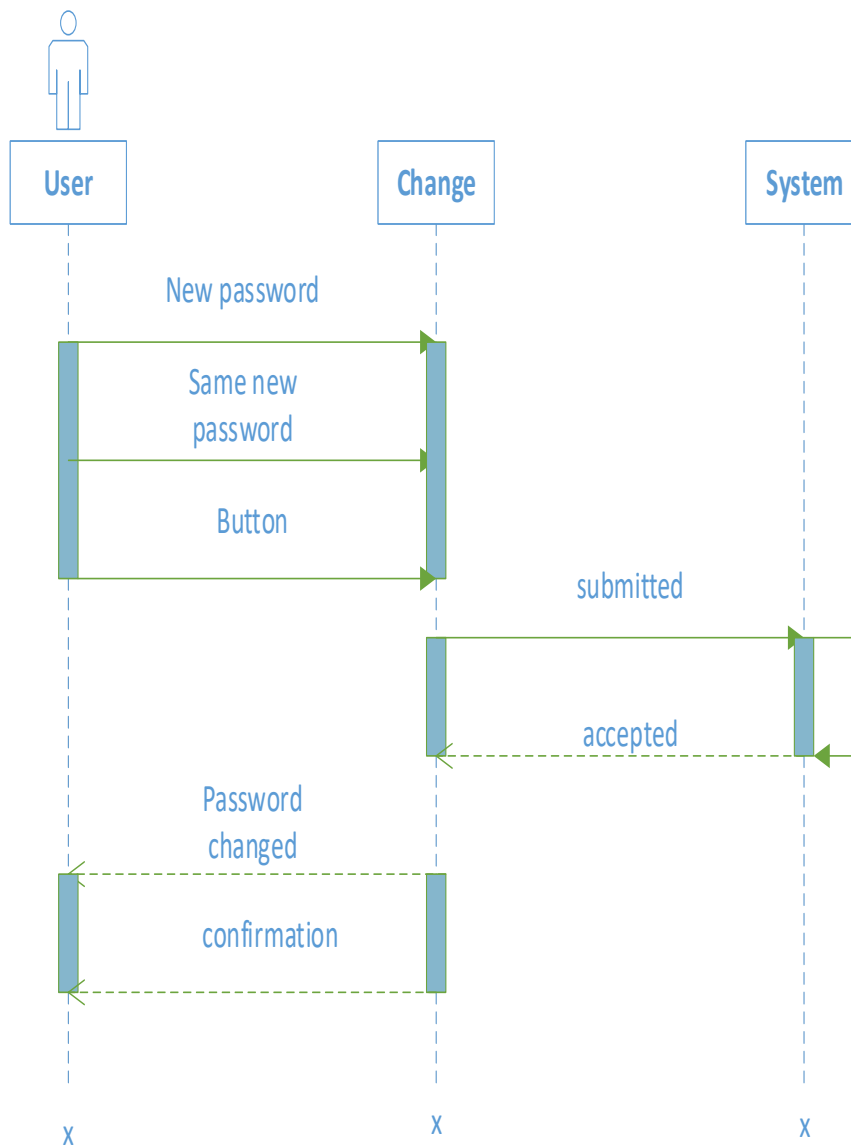 User
Change
System
New password
Same new
password
Button
submitted
accepted
Password
changed
confirmation
x
x
x